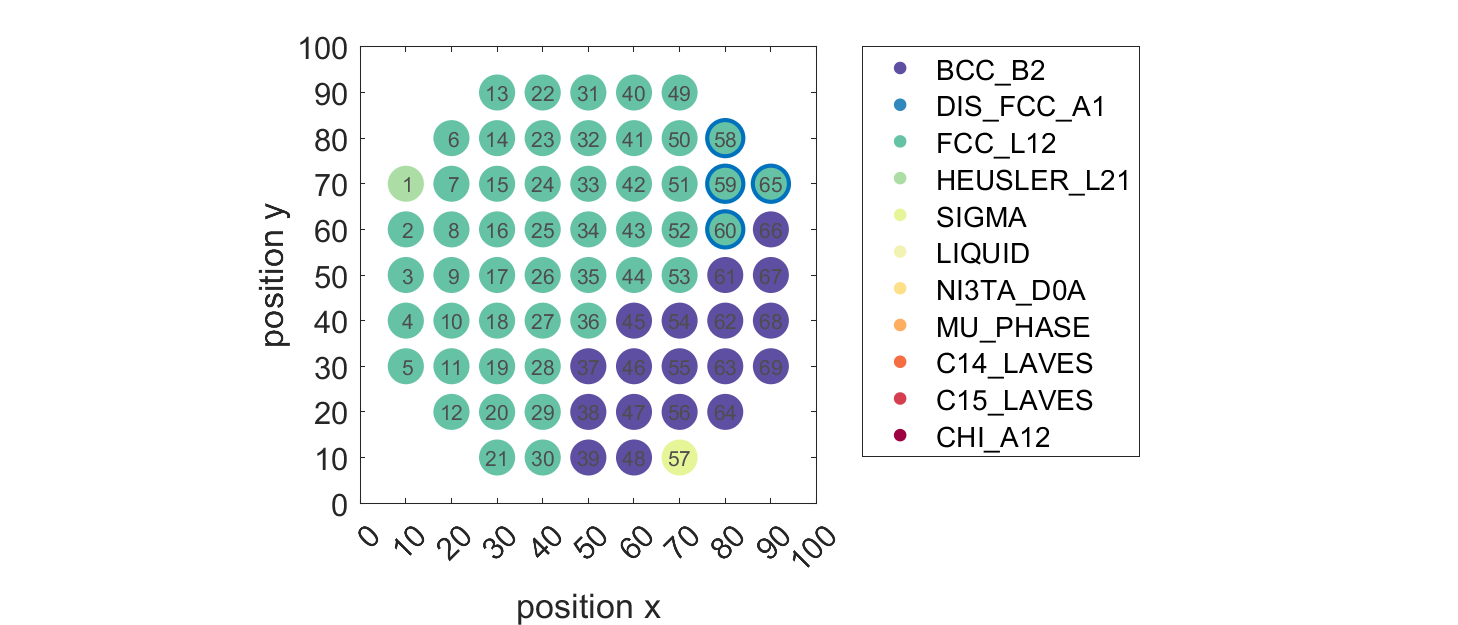 100
90
80
70
60
50
40
30
20
10
0
position y
13 22 31 40 49
6 14 23 32 41 50 58
1 7 15 24 33 42 51 59 65
2 8 16 25 34 43 52 60 66
3 9 17 26 35 44 53 61 67
4 10 18 27 36 45 54 62 68
5 11 19 28 37 46 55 63 69
12 20 29 38 47 56 64
21 30 39 48 57
0 10 20 30 40 50 60 70 80 90 100
position x
BCC_B2
DIS_FCC_A1
FCC_L12
HEUSLER_L21
SIGMA
LIQUID
NI3TA_D0A
MU_PHASE
C14_LAVES
C15_LAVES
CHI_A12